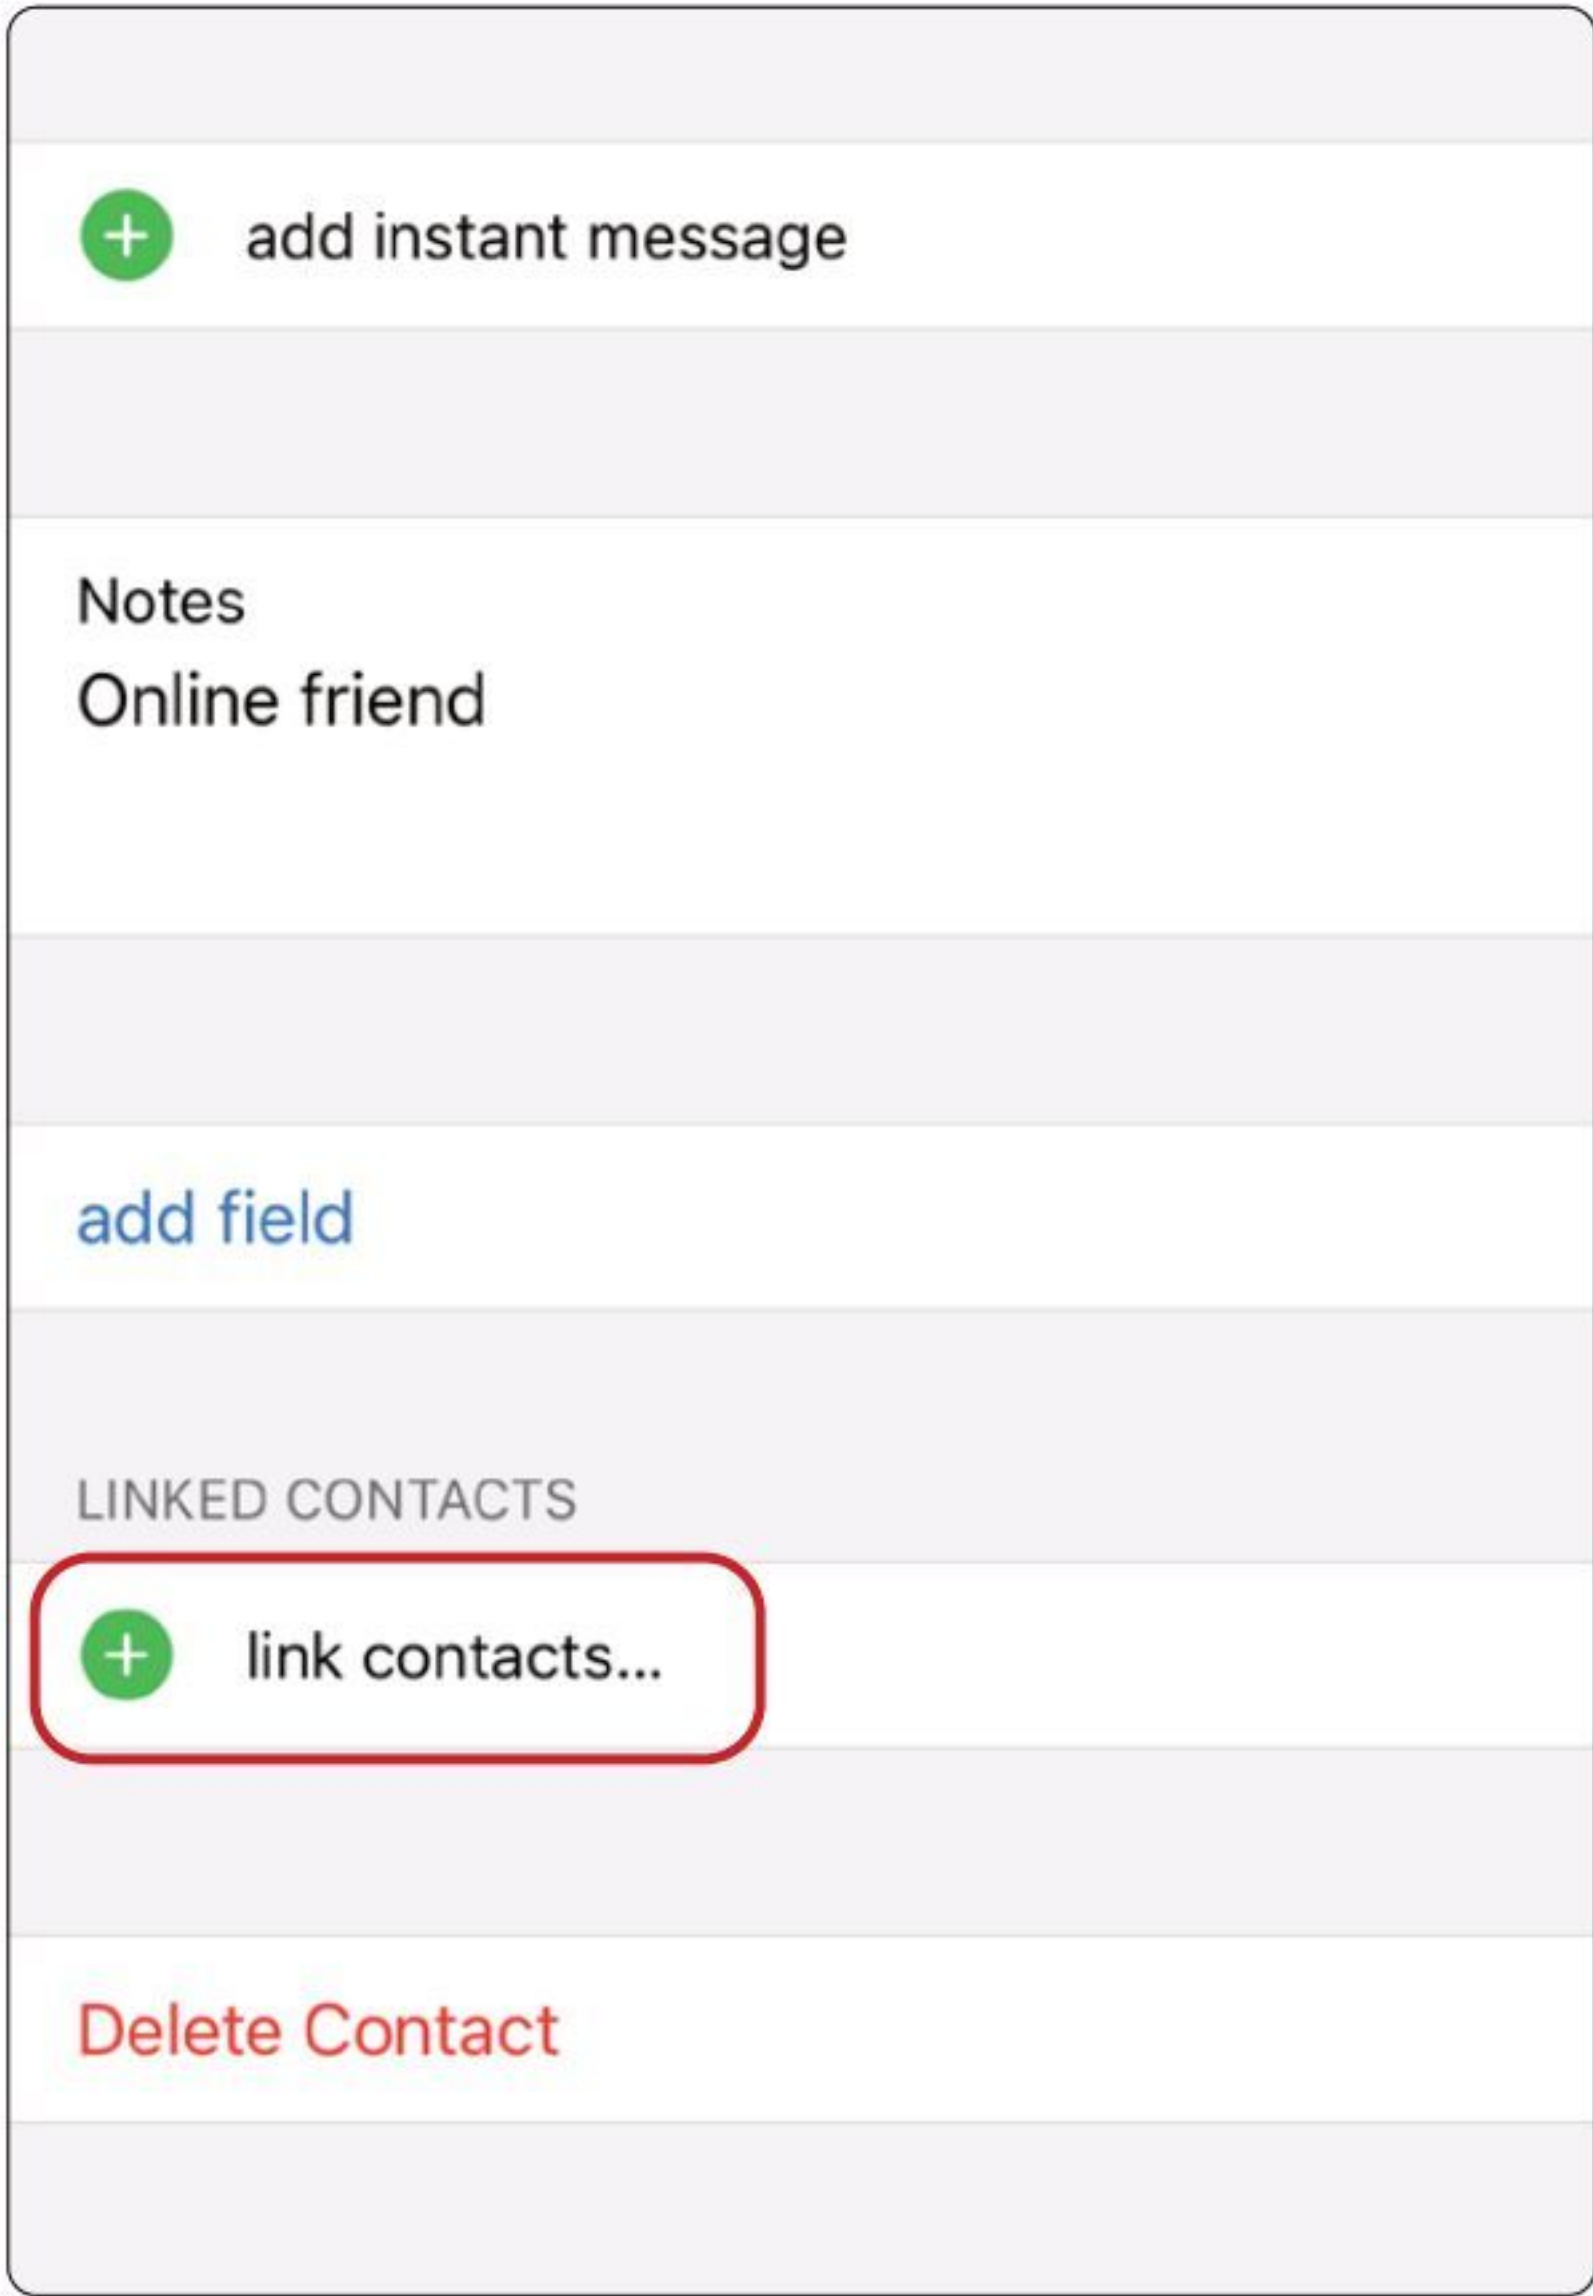 add instant message
Notes
Online friend
add field
LINKED CONTACTS
link contacts...
Delete Contact